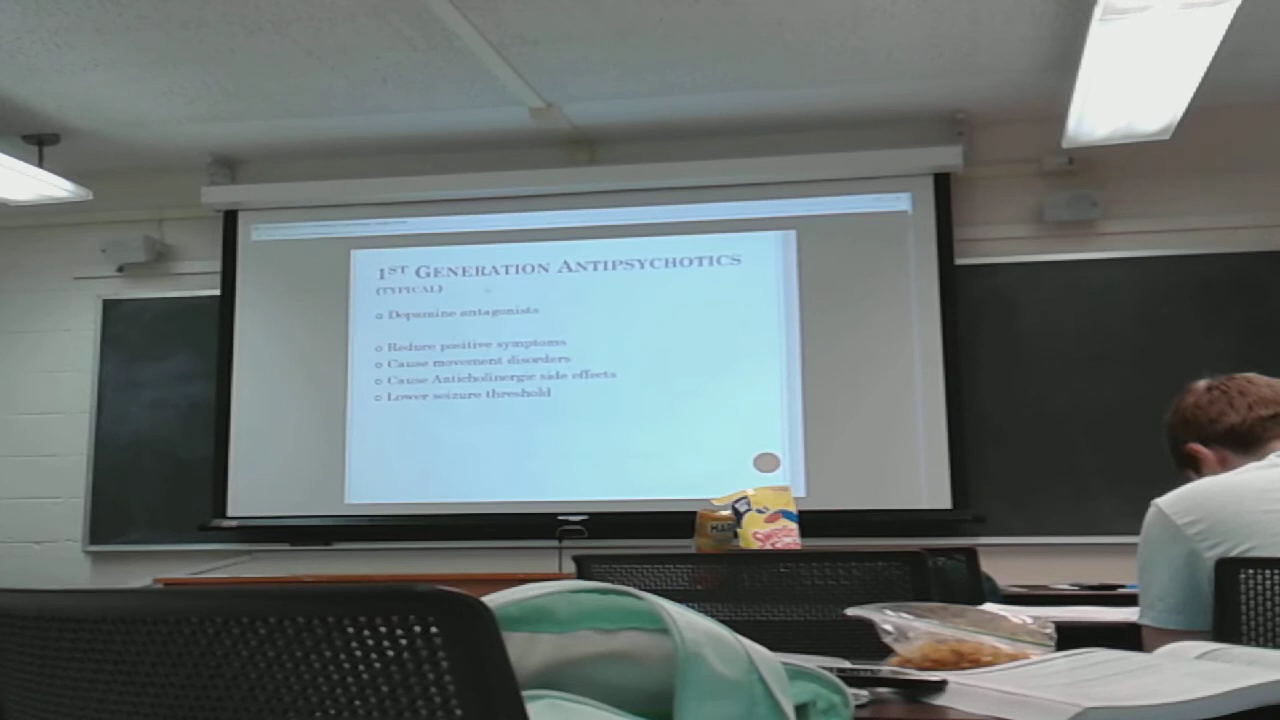 1ST GENERATION ANTIPSYCHOTICS
(TYPICAL)
Dopamine antagonists
Reduce positive symptoms
Cause movement disorders
Cause Anticholinergic side effects
Lower seizure threshold